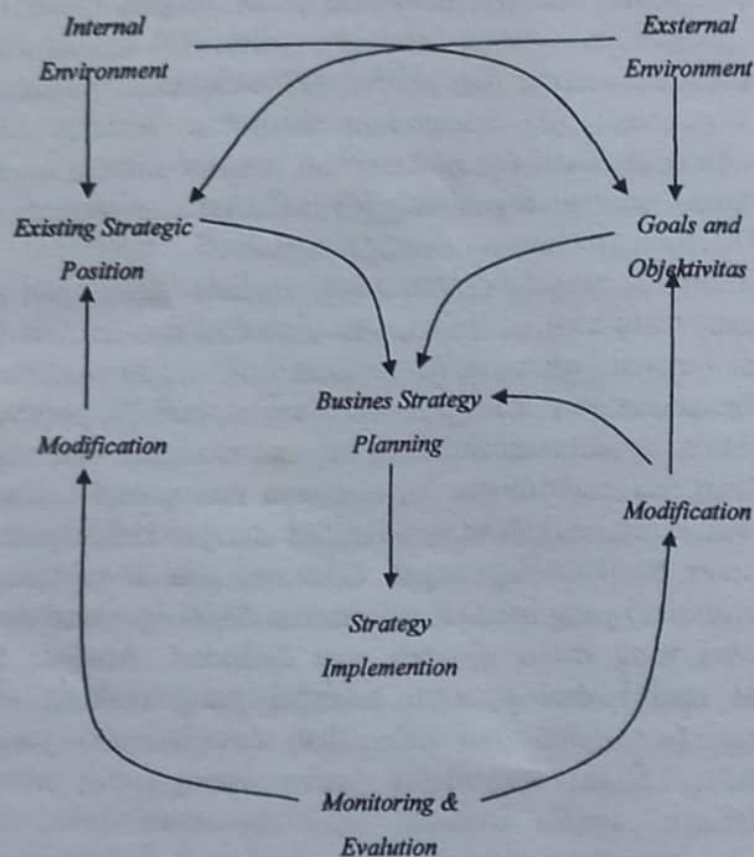 Internal
Environment
Exsternal
Environment
Existing Strategic
Position
Goals and
Objektivitas
Busines Strategy
Planning
Modification
Modification
Strategy
Implemention
Monitoring &
Evalution